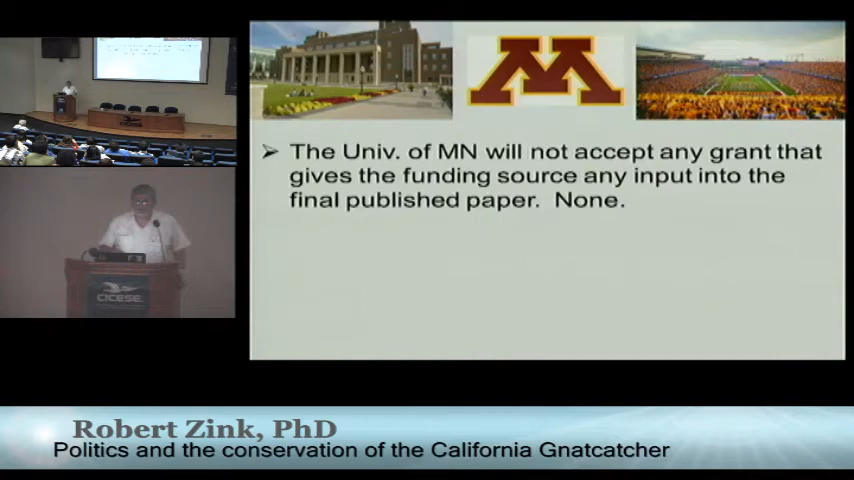 M
➢ The Univ. of MN will not accept any grant that
gives the funding source any input into the
final published paper. None.
CICESE
Robert Zink, PhD
Politics and the conservation of the California Gnatcatcher